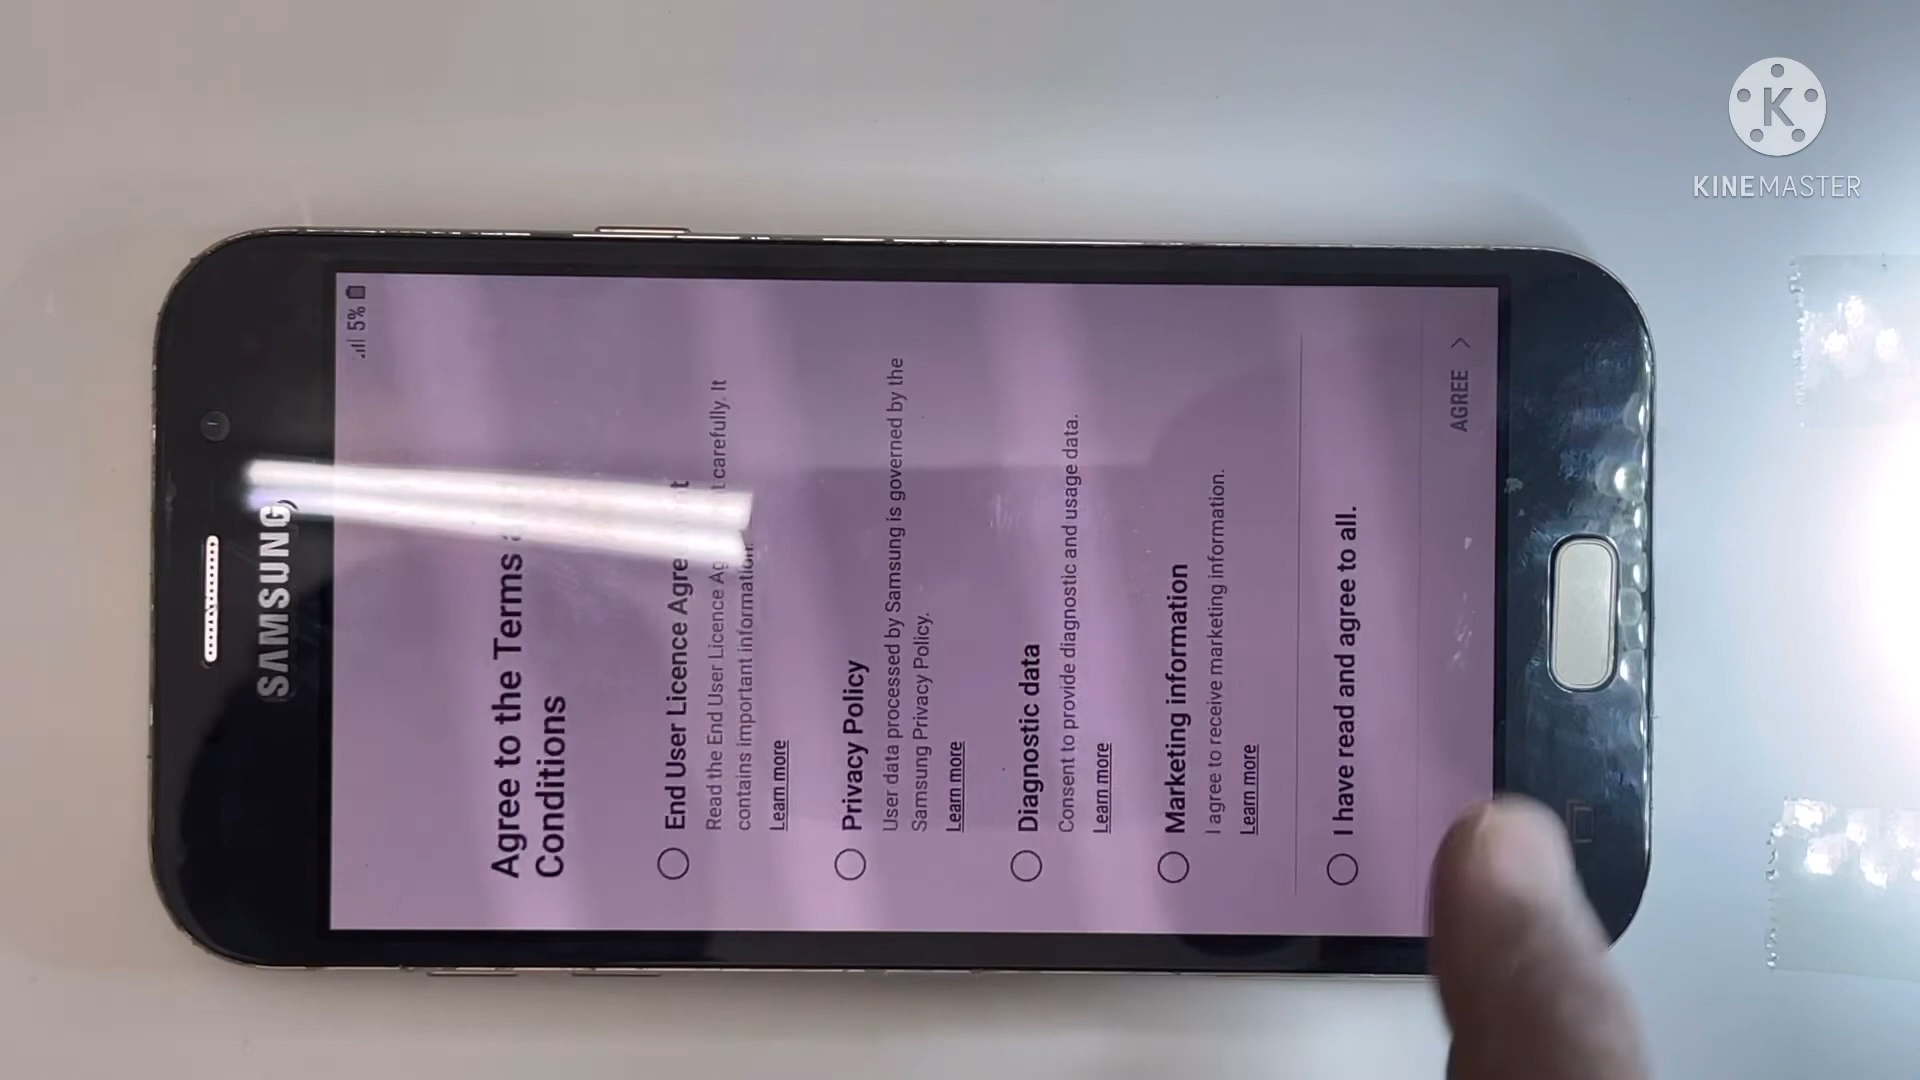 KINEMASTER
SAMSUNG
5%
Agree to the Terms
Conditions
End User Licence
Read the End User Licence carefully. It
contains important information
Learn more
Privacy Policy
User data processed by Samsung is governed by the
Samsung Privacy Policy.
Learn more
Diagnostic data
Consent to provide diagnostic and usage data.
Learn more
Marketing information
I agree to receive marketing information.
Learn more
I have read and agree to all.
AGREE >